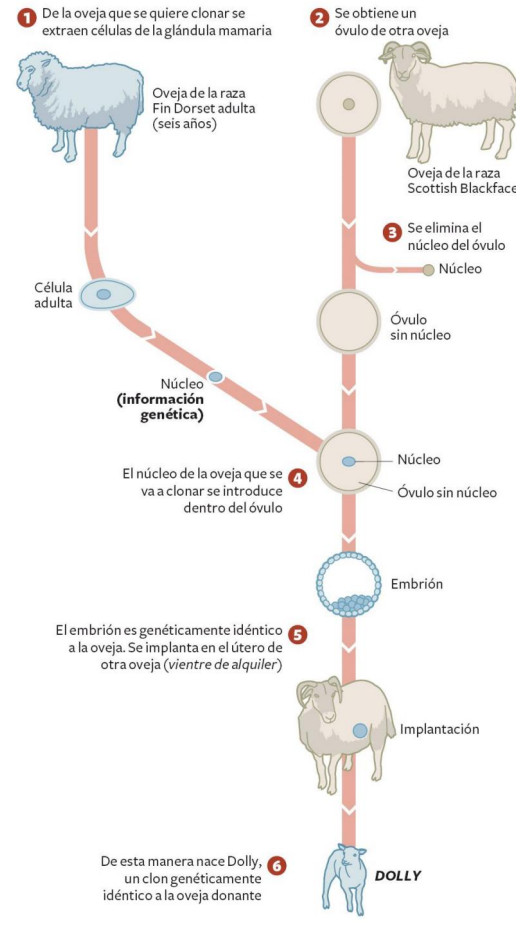 1 De la oveja que se quiere clonar se
extraen células de la glándula mamaria
Oveja de la raza
Fin Dorset adulta
(seis años)
2 Se obtiene un
óvulo de otra oveja
Oveja de la raza
Scottish Blackface
3 Se elimina el
núcleo del óvulo
Núcleo
Célula
adulta
Óvulo
sin núcleo
Núcleo
(información
genética)
El núcleo de la oveja que se
va a clonar se introduce
dentro del óvulo
4
Núcleo
Óvulo sin núcleo
Embrión
El embrión es genéticamente idéntico
a la oveja. Se implanta en el útero de
otra oveja (vientre de alquiler)
5
Implantación
De esta manera nace Dolly,
un clon genéticamente
idéntico a la oveja donante
6
DOLLY